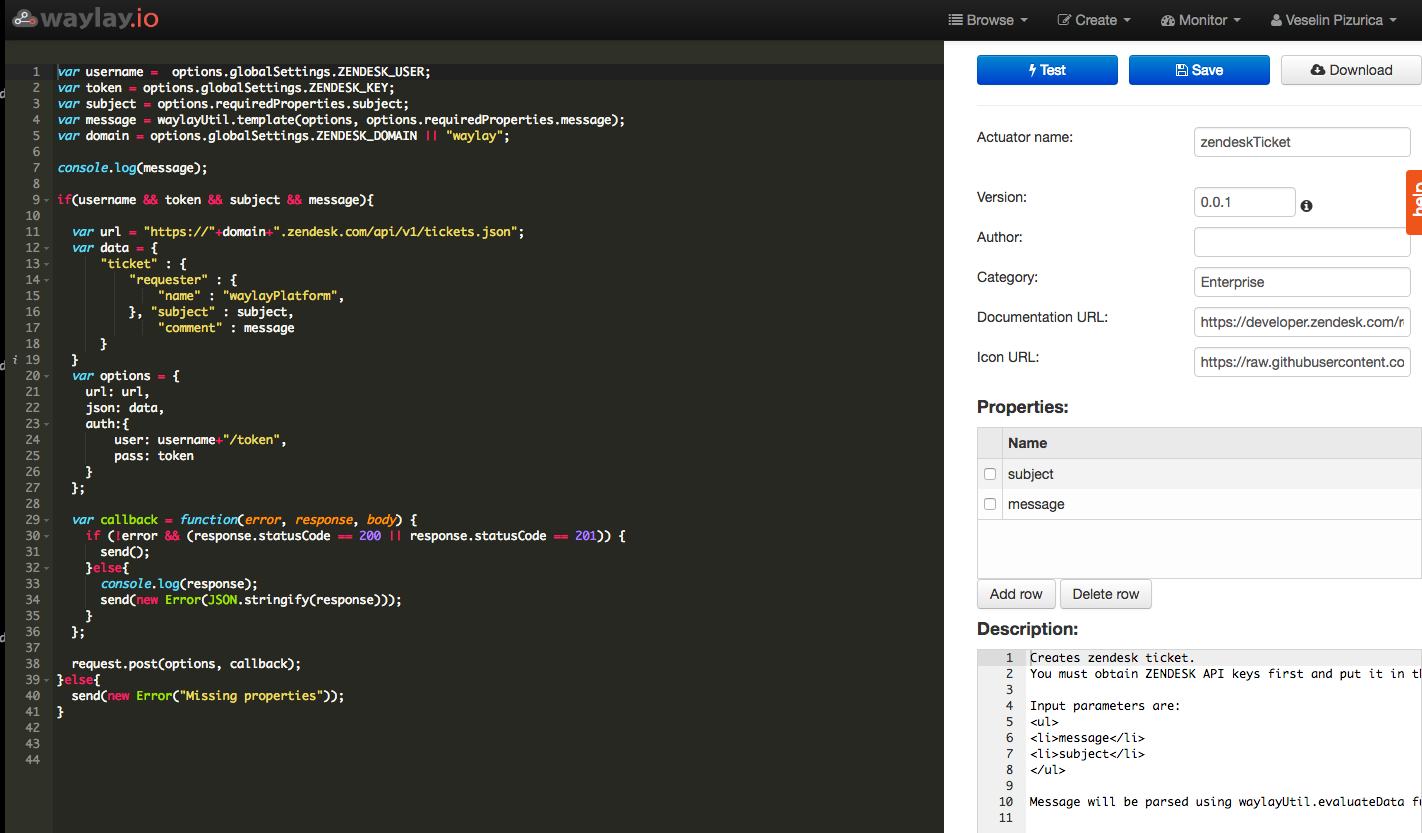 waylay.io
Browse Create Monitor Veselin Pizurica
1 var username =  options.globalSettings.ZENDESK_USER;
2 var token = options.globalSettings.ZENDESK_KEY;
3 var subject = options.requiredProperties.subject;
4 var message = waylayUtil.template(options, options.requiredProperties.message);
5 var domain = options.globalSettings.ZENDESK_DOMAIN || "waylay";
6
7 console.log(message);
8
9 if(username && token && subject && message){
10
11   var url = "https://"+domain+".zendesk.com/api/v1/tickets.json";
12   var data = {
13       "ticket" : {
14           "requester" : {
15               "name" : "waylayPlatform",
16           }, "subject" : subject,
17               "comment" : message
18       }
i 19   }
20   var options = {
21     url: url,
22     json: data,
23     auth:{
24         user: username+"/token",
25         pass: token
26     }
27   };
28
29   var callback = function(error, response, body) {
30     if (!error && (response.statusCode == 200 || response.statusCode == 201)) {
31       send();
32     }else{
33       console.log(response);
34       send(new Error(JSON.stringify(response)));
35     }
36   };
37
38   request.post(options, callback);
39 }else{
40   send(new Error("Missing properties"));
41 }
42
43
44
Test Save Download
Actuator name: zendeskTicket
Version: 0.0.1
Author:
Category: Enterprise
Documentation URL: https://developer.zendesk.com/r
Icon URL: https://raw.githubusercontent.co
help
Properties:
Name
subject
message
Add row Delete row
Description:
1 Creates zendesk ticket.
2 You must obtain ZENDESK API keys first and put it in th
3
4 Input parameters are:
5 <ul>
6 <li>message</li>
7 <li>subject</li>
8 </ul>
9
10 Message will be parsed using waylayUtil.evaluateData fu
11